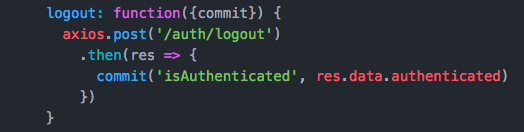 logout: function({commit}) {
axios.post('/auth/logout')
.then(res => {
commit('isAuthenticated', res.data.authenticated)
})
}